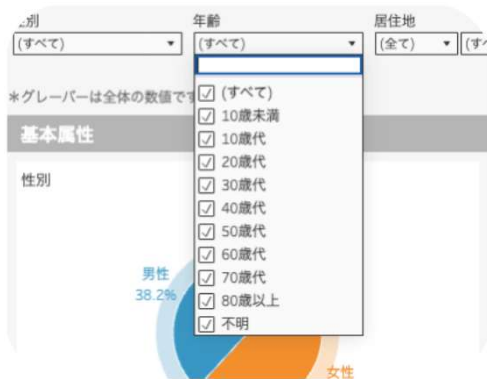 性別
年齢
居住地
(すべて)
(すべて)
(全て)
＊グレーバーは全体の数値で
(すべて)
10歳未満
10歳代
20歳代
30歳代
40歳代
50歳代
60歳代
70歳代
80歳以上
不明
基本属性
性別
男性
38.2%
女性